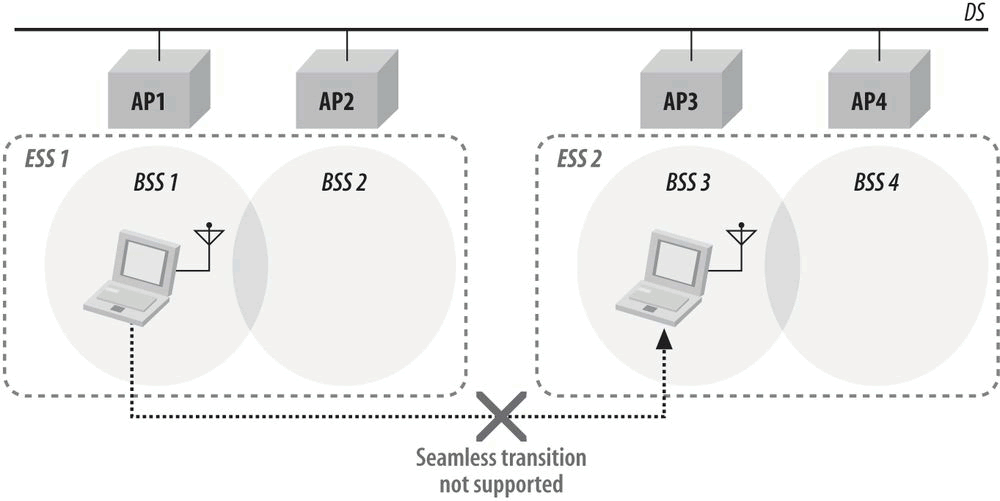 DS
AP1
AP2
AP3
AP4
ESS 1
BSS 1
BSS 2
ESS 2
BSS 3
BSS 4
Seamless transition
not supported